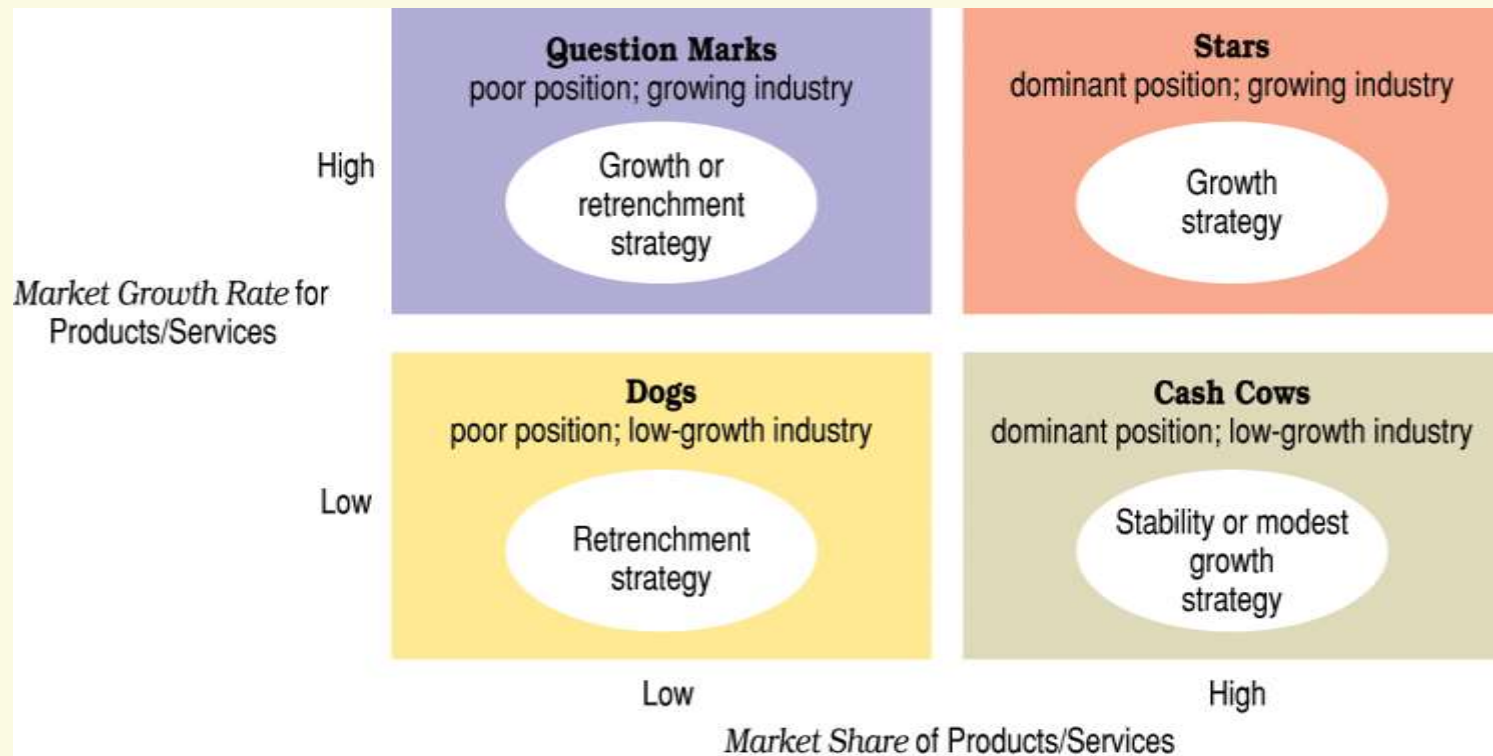 Question Marks
poor position; growing industry
Growth or
retrenchment
strategy
Stars
dominant position; growing industry
Growth
strategy
High
Market Growth Rate for
Products/Services
Dogs
poor position; low-growth industry
Retrenchment
strategy
Cash Cows
dominant position; low-growth industry
Stability or modest
growth
strategy
Low
Low
High
Market Share of Products/Services